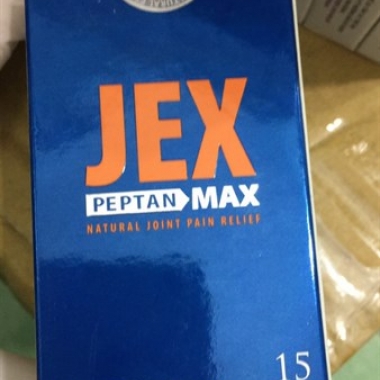 JEX
PEPTAN MAX
NATURAL JOINT PAIN RELIEF
15